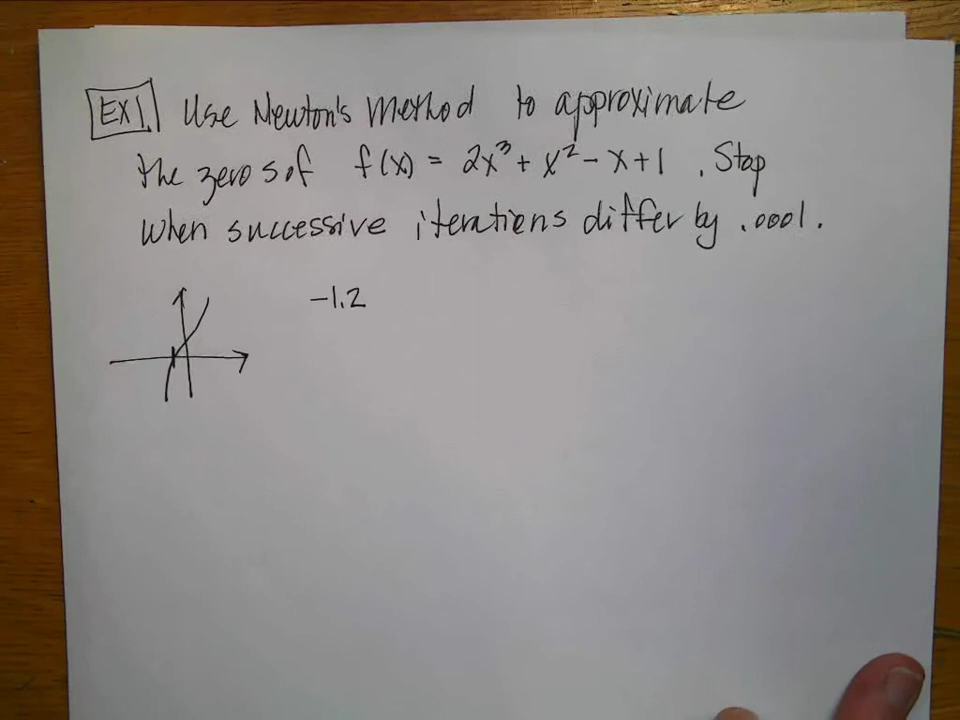 EX1. Use Newton's Method to approximate
the zeros of f(x) = 2x³ + x² - x + 1 . Stop
when successive iterations differ by .0001.
-1.2